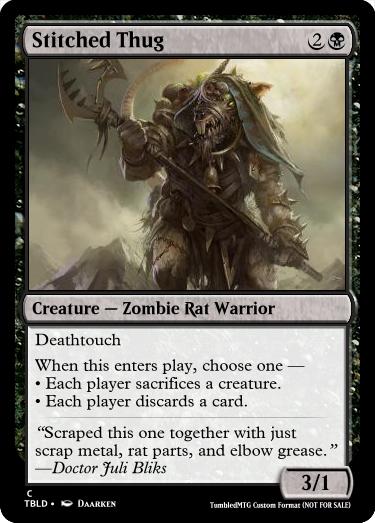 Stitched Thug 2
Creature — Zombie Rat Warrior
Deathtouch
When this enters play, choose one —
• Each player sacrifices a creature.
• Each player discards a card.
“Scraped this one together with just
scrap metal, rat parts, and elbow grease.”
—Doctor Juli Bliks
3/1
C
TBLD • Daarken
TumbledMTG Custom Format (NOT FOR SALE)